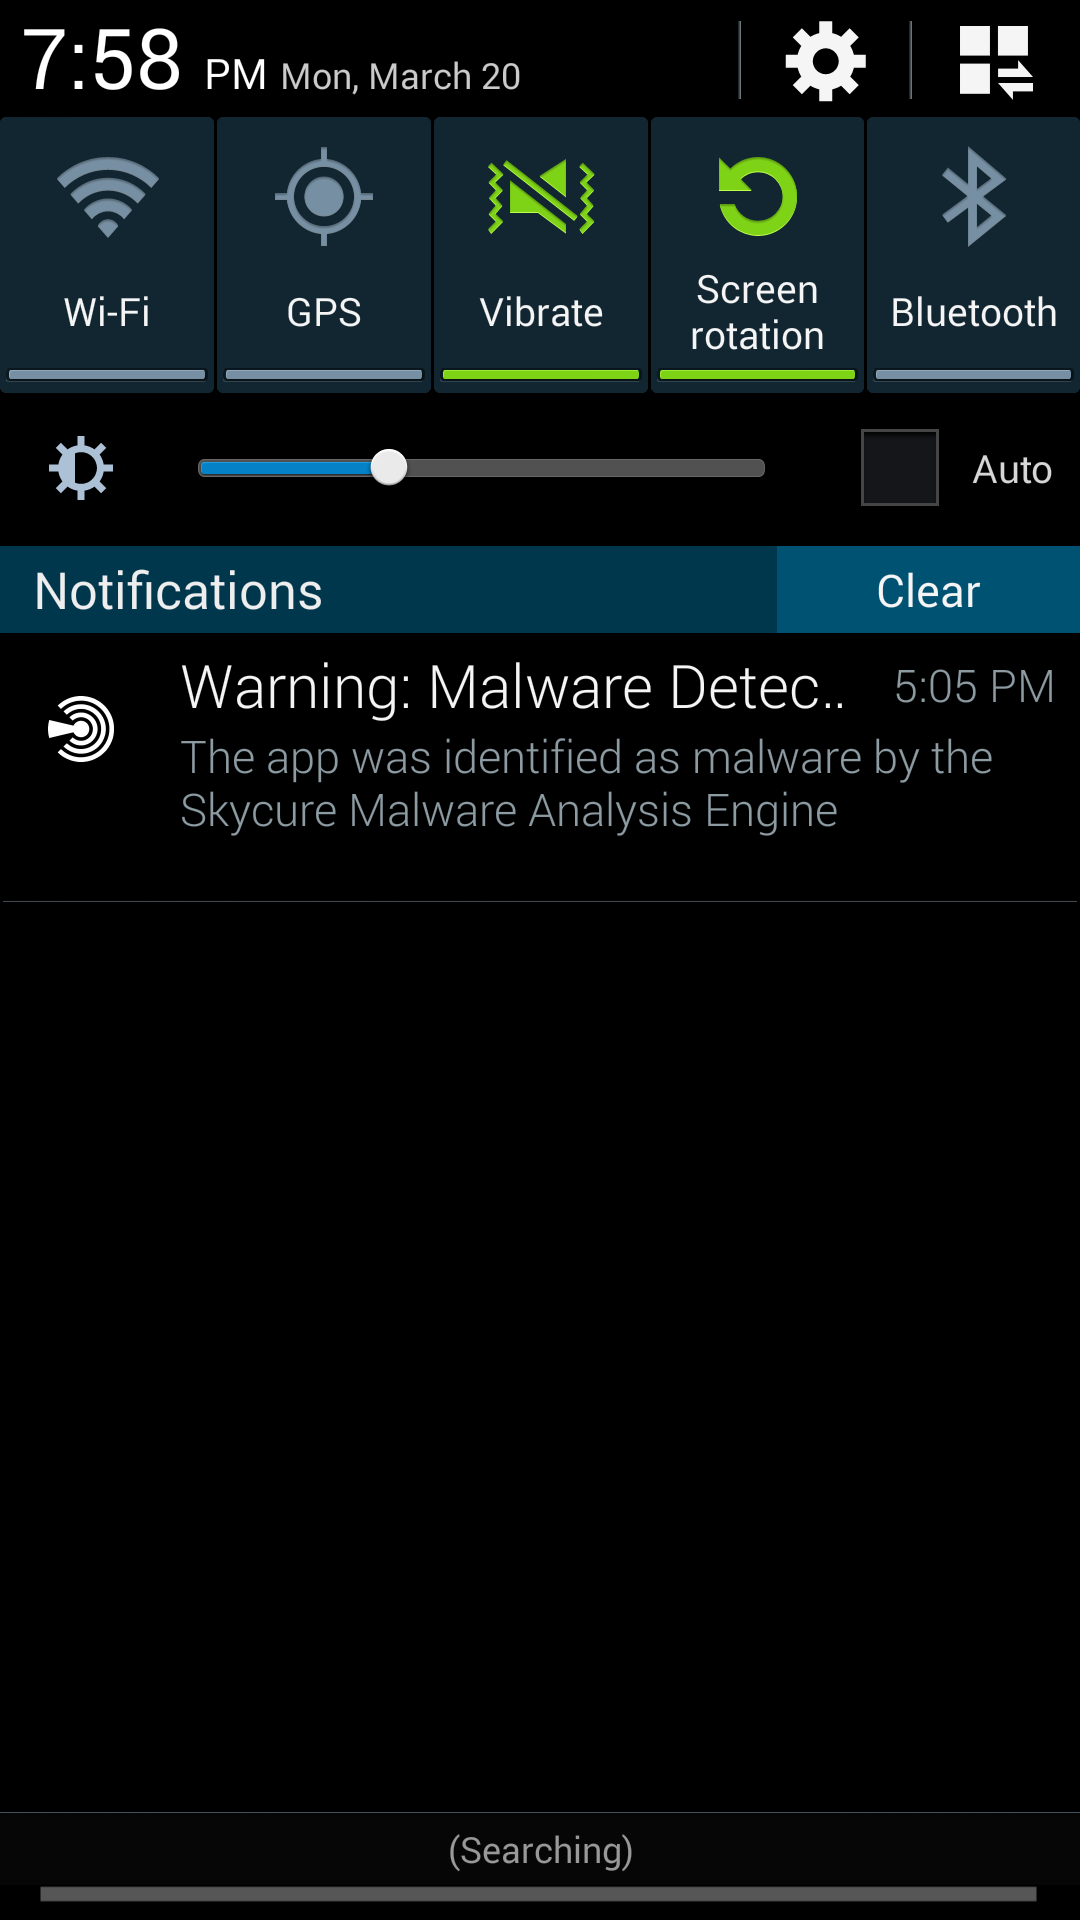 7:58 PM Mon, March 20
Wi-Fi
GPS
Vibrate
Screen
rotation
Bluetooth
Auto
Notifications
Clear
Warning: Malware Detec.. 5:05 PM
The app was identified as malware by the
Skycure Malware Analysis Engine
(Searching)